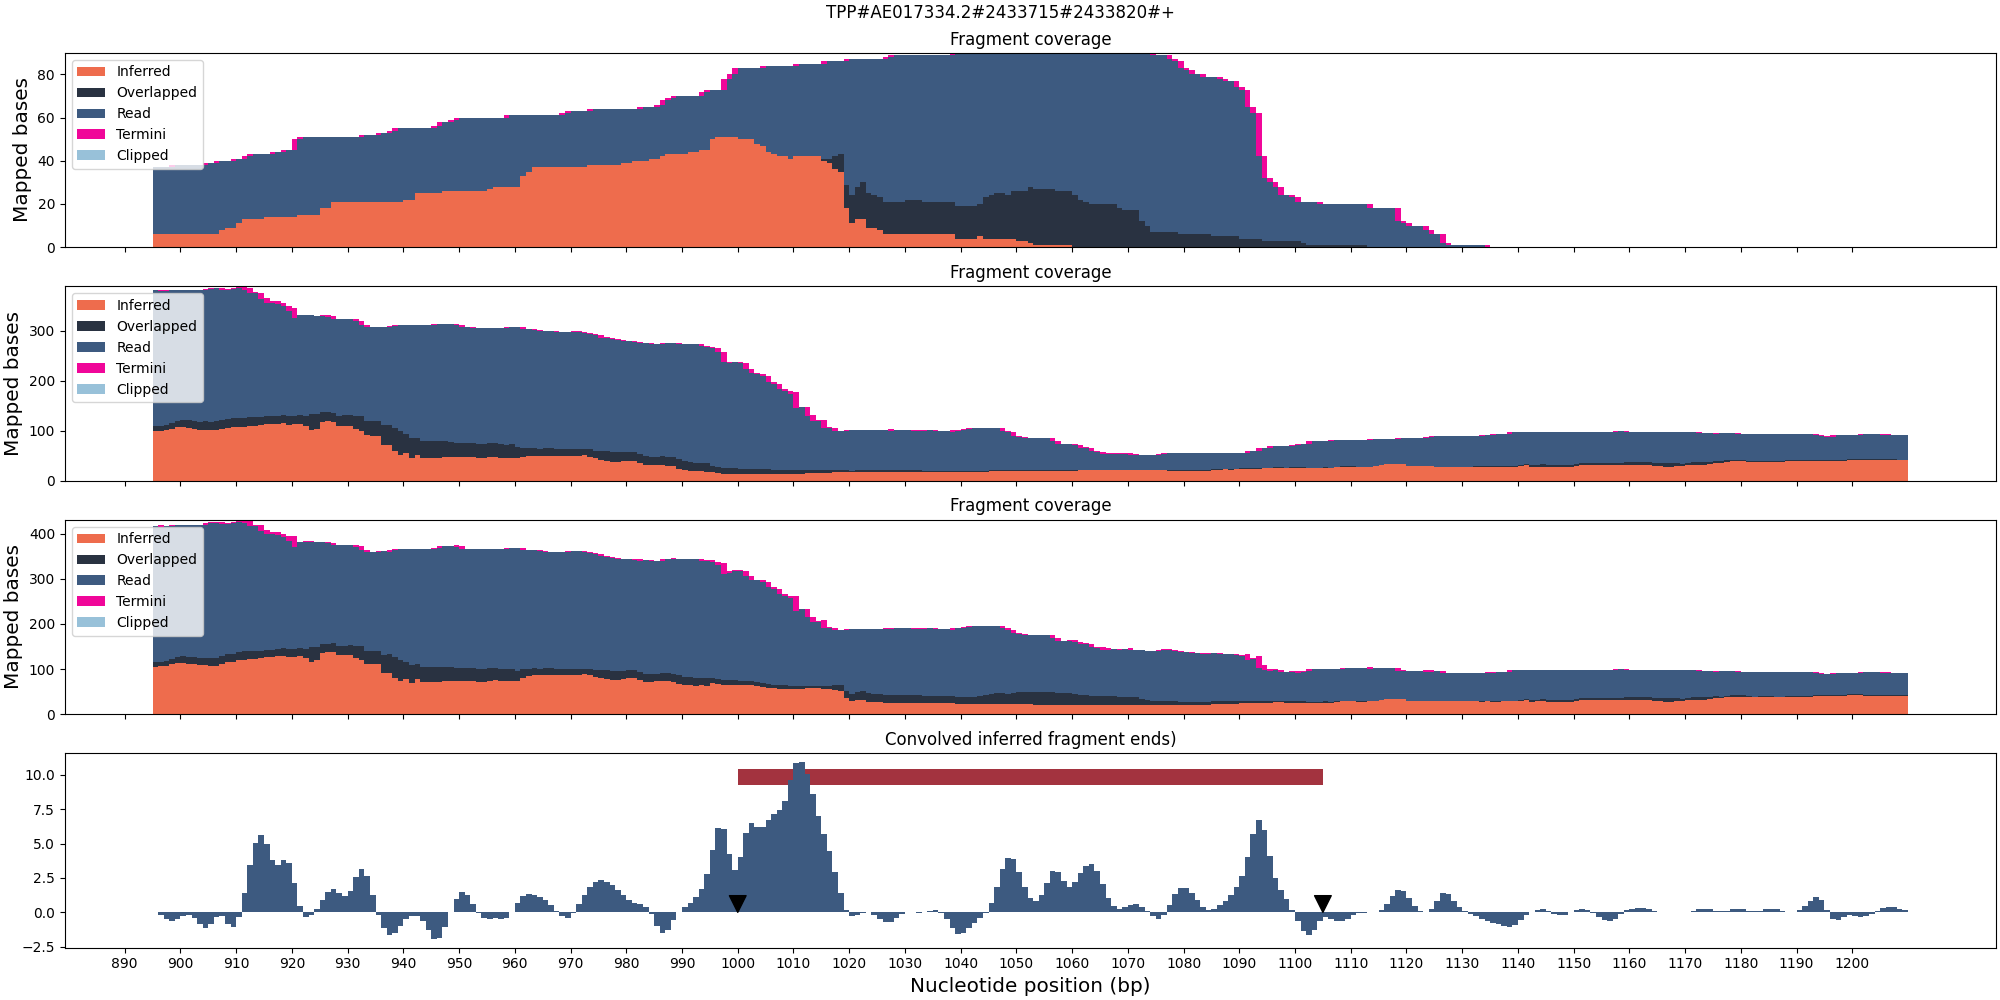 TPP#AE017334.2#2433715#2433820#+
Fragment coverage
Mapped bases
80
60
40
20
0
Inferred
Overlapped
Read
Termini
Clipped
Fragment coverage
Mapped bases
300
200
100
0
Inferred
Overlapped
Read
Termini
Clipped
Fragment coverage
Mapped bases
400
300
200
100
0
Inferred
Overlapped
Read
Termini
Clipped
Convolved inferred fragment ends)
10.0
7.5
5.0
2.5
0.0
−2.5
890 900 910 920 930 940 950 960 970 980 990 1000 1010 1020 1030 1040 1050 1060 1070 1080 1090 1100 1110 1120 1130 1140 1150 1160 1170 1180 1190 1200
Nucleotide position (bp)